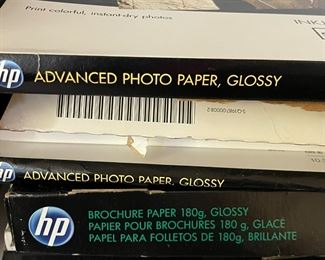 Print colorful, instant-dry photos
INK
hp
ADVANCED PHOTO PAPER, GLOSSY
hp
ADVANCED PHOTO PAPER, GLOSSY
hp
BROCHURE PAPER 180g, GLOSSY
PAPIER POUR BROCHURES 180 g, GLACÉ
PAPEL PARA FOLLETOS DE 180g, BRILLANTE